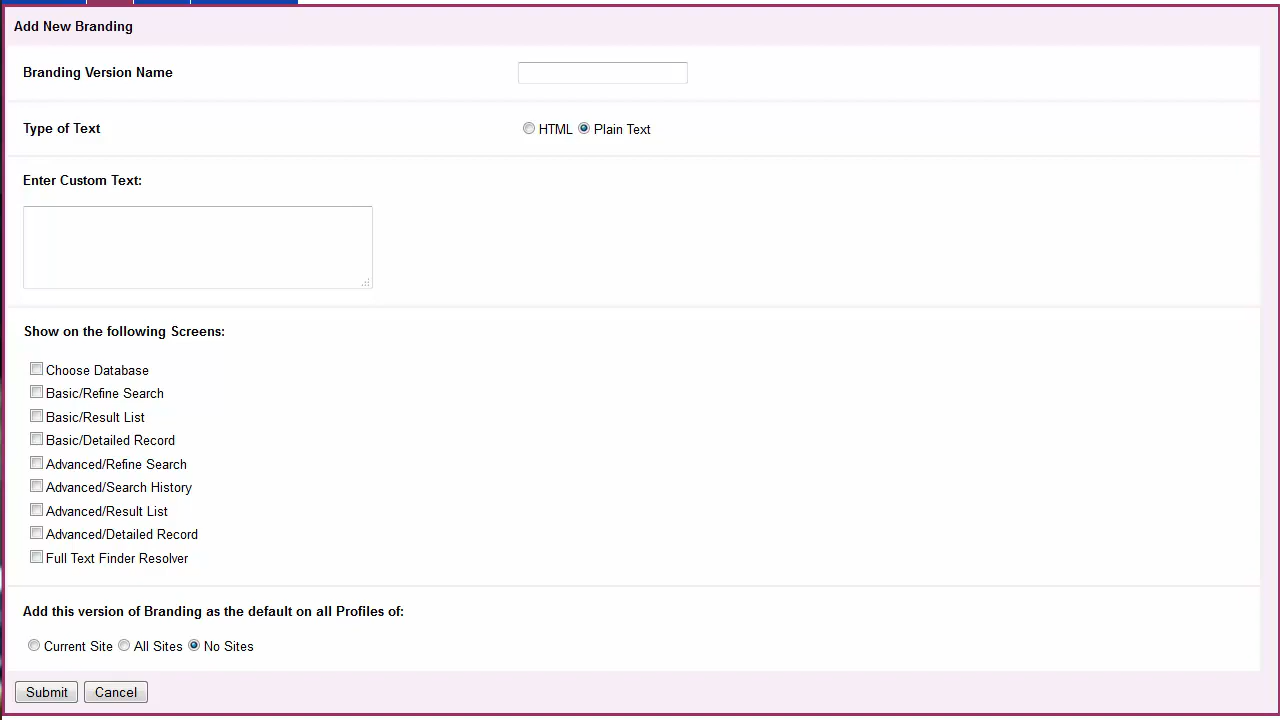 Add New Branding
Branding Version Name
Type of Text
HTML Plain Text
Enter Custom Text:
Show on the following Screens:
Choose Database
Basic/Refine Search
Basic/Result List
Basic/Detailed Record
Advanced/Refine Search
Advanced/Search History
Advanced/Result List
Advanced/Detailed Record
Full Text Finder Resolver
Add this version of Branding as the default on all Profiles of:
Current Site All Sites No Sites
Submit Cancel